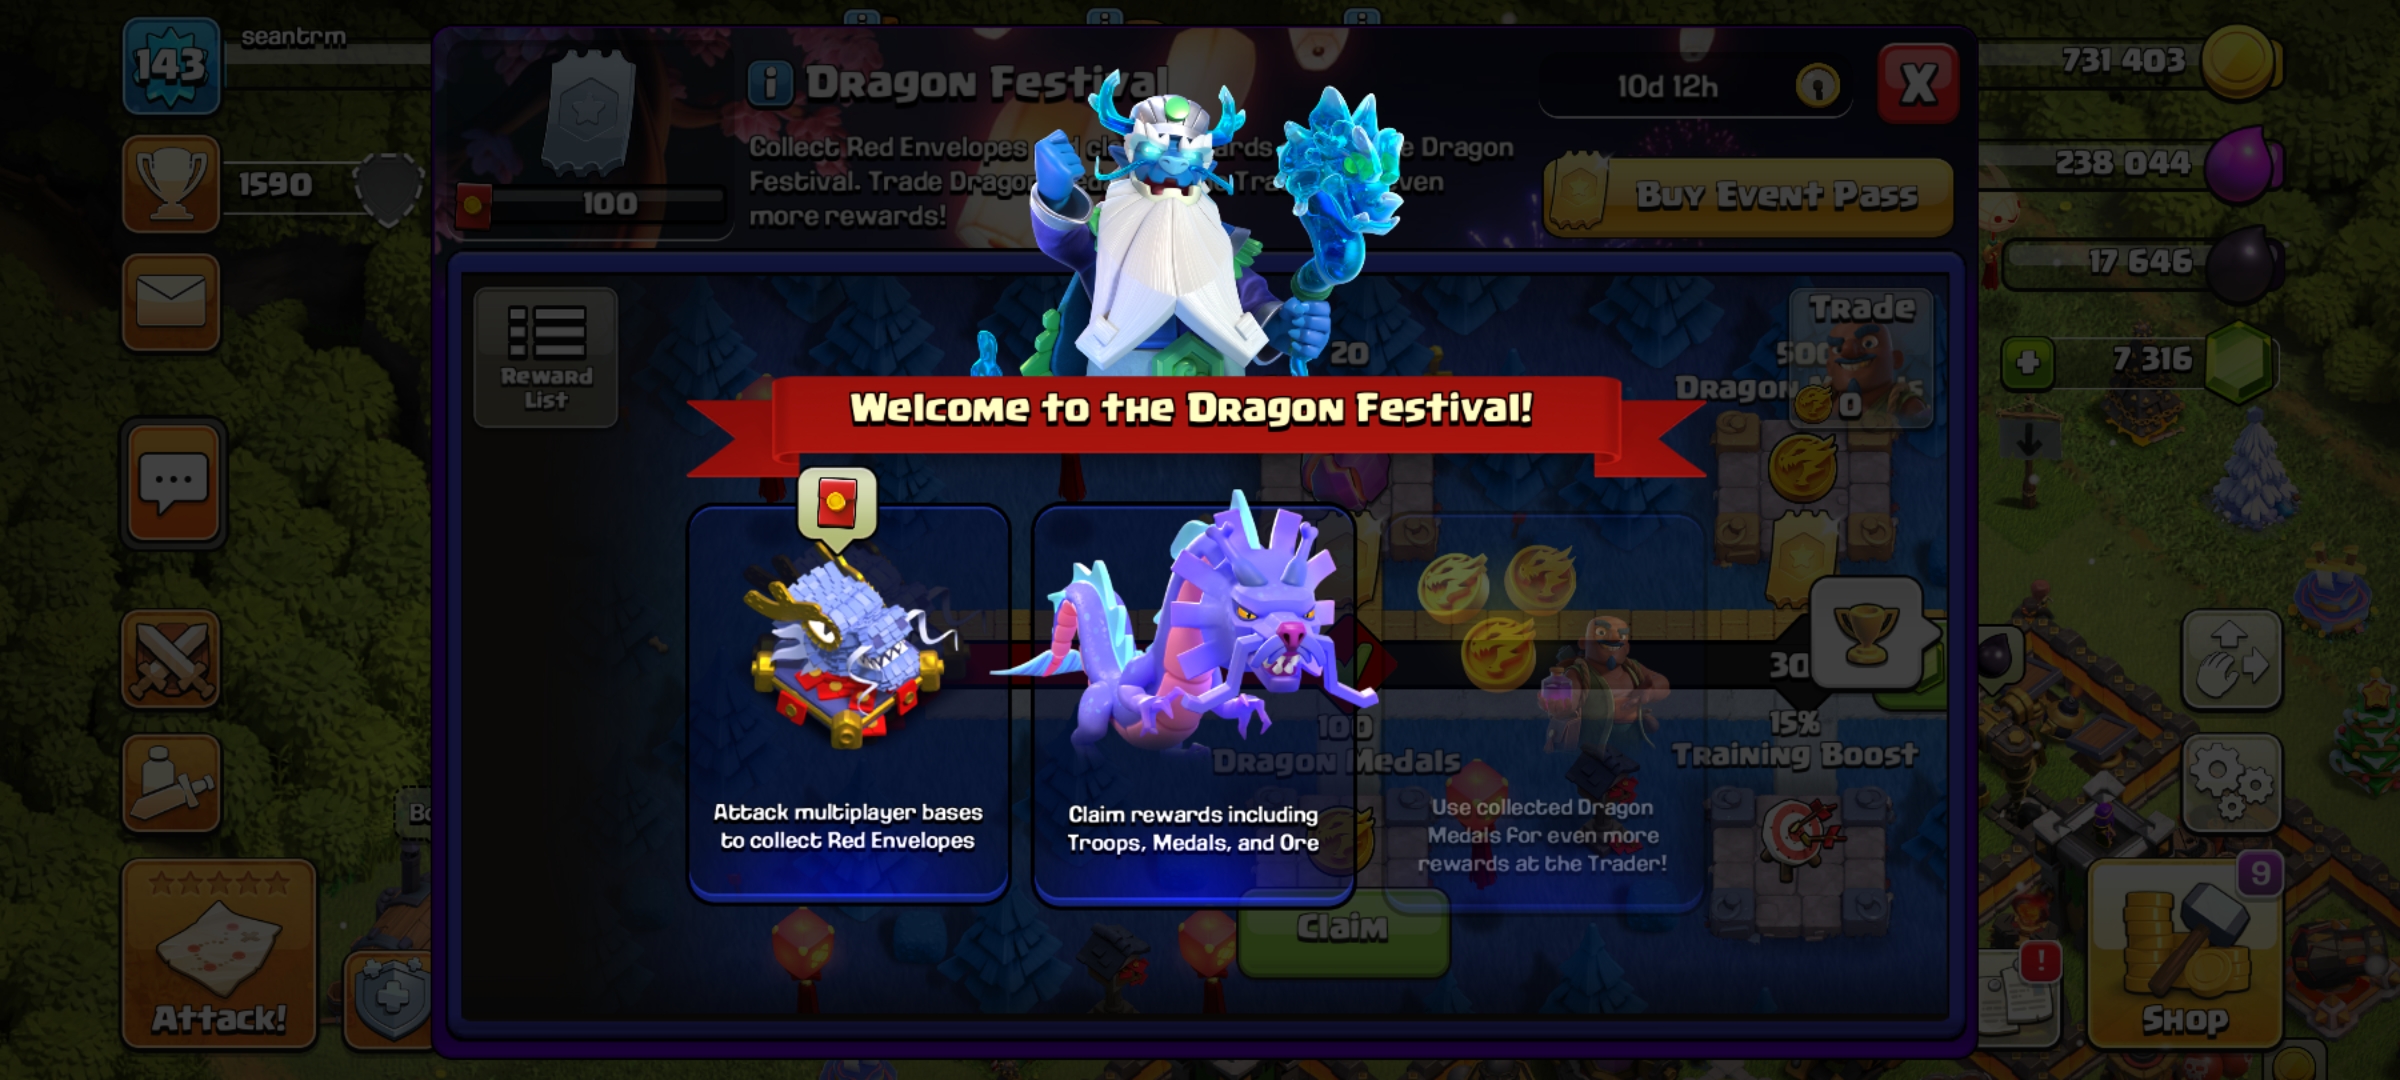 143
seantrm
1590
731 403
238 044
17 646
7 316
Dragon Festival
Collect Red Envelopes
Dragon
Festival. Trade
more rewards!
100
10d 12h
X
Buy Event Pass
Reward
List
Trade
0
Welcome to the Dragon Festival!
20
500
Dragon
Attack multiplayer bases
to collect Red Envelopes
Claim rewards including
Troops, Medals, and Ore
Use collected Dragon
Medals for even more
rewards at the Trader!
100
Dragon Medals
30
15%
Training Boost
Claim
Attack!
9
!
Shop